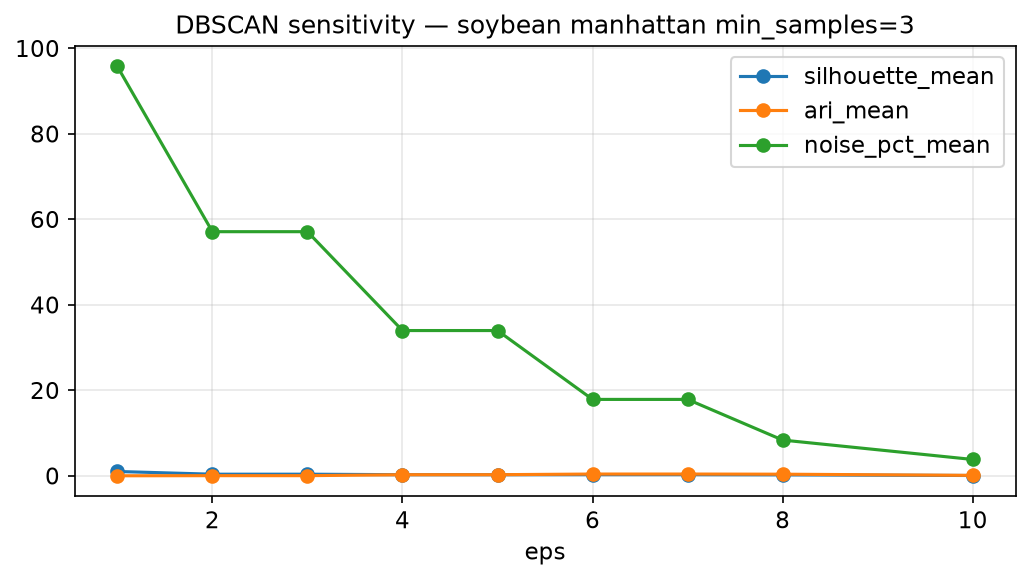 DBSCAN sensitivity — soybean manhattan min_samples=3
100
80
60
40
20
0
silhouette_mean
ari_mean
noise_pct_mean
2 4 6 8 10
eps